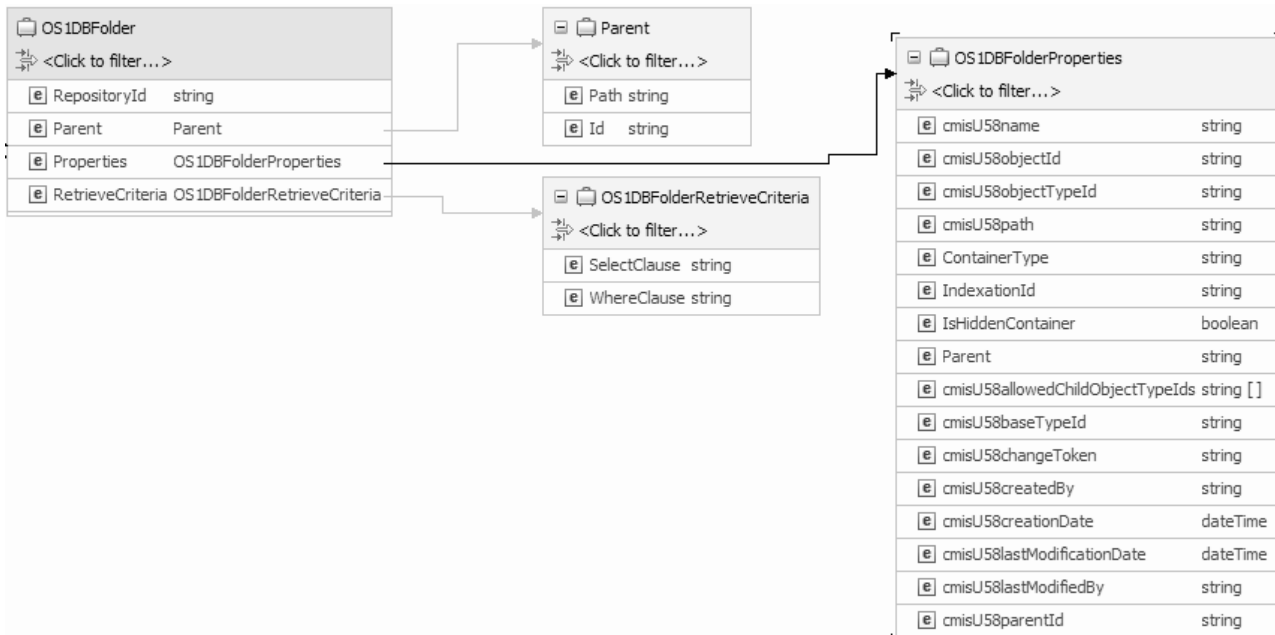 OS1DBFolder
<Click to filter...>
e RepositoryId string
e Parent Parent
e Properties OS1DBFolderProperties
e RetrieveCriteria OS1DBFolderRetrieveCriteria
Parent
<Click to filter...>
e Path string
e Id string
OS1DBFolderRetrieveCriteria
<Click to filter...>
e SelectClause string
e WhereClause string
OS1DBFolderProperties
<Click to filter...>
e cmisU58name string
e cmisU58objectId string
e cmisU58objectTypeId string
e cmisU58path string
e ContainerType string
e IndexationId string
e IsHiddenContainer boolean
e Parent string
e cmisU58allowedChildObjectTypeIds string []
e cmisU58baseTypeId string
e cmisU58changeToken string
e cmisU58createdBy string
e cmisU58creationDate dateTime
e cmisU58lastModificationDate dateTime
e cmisU58lastModifiedBy string
e cmisU58parentId string